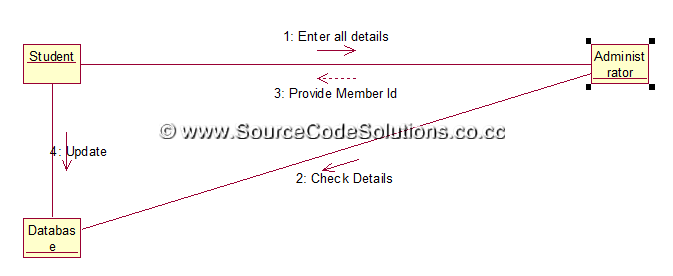 1: Enter all details
Student
Administ
rator
3: Provide Member Id
© www.SourceCodeSolutions.co.cc
4: Update
2: Check Details
Databas
e